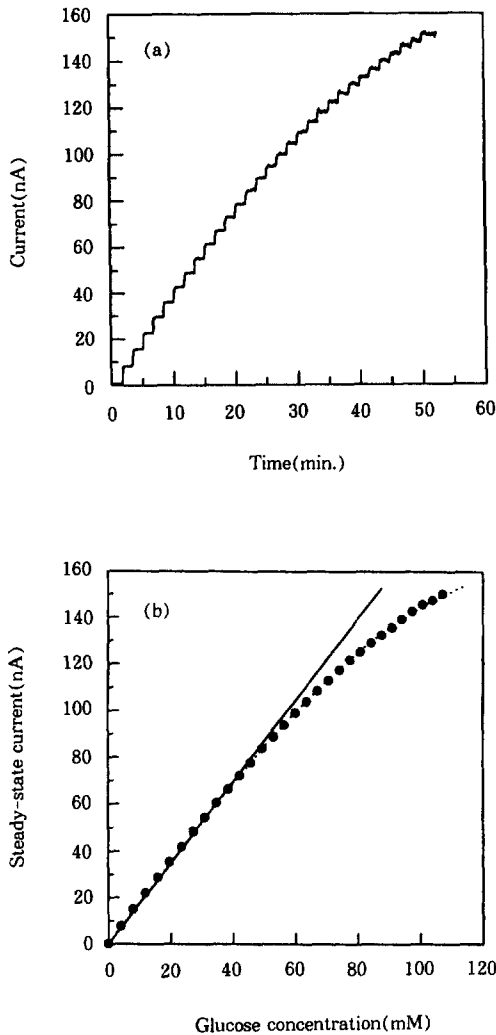 160
140
120
100
80
60
40
20
0
(a)
Current(nA)
0 10 20 30 40 50 60
Time(min.)
160
140
120
100
80
60
40
20
0
(b)
Steady-state current(nA)
0 20 40 60 80 100 120
Glucose concentration(mM)